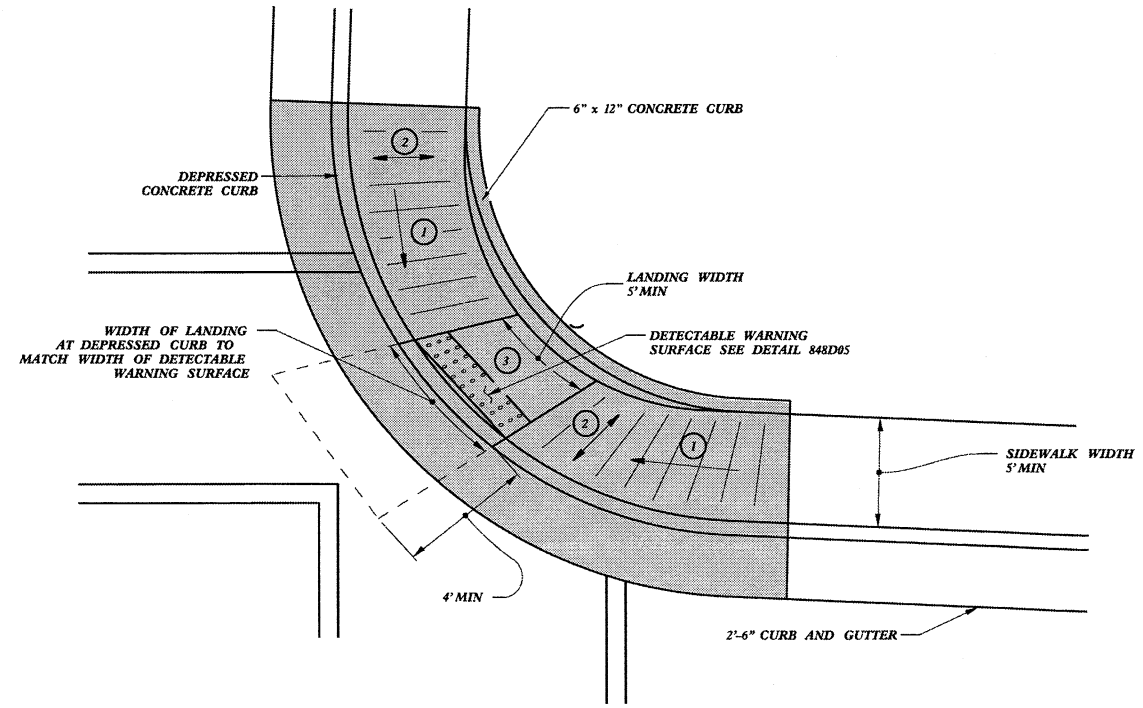 6" x 12" CONCRETE CURB
2
DEPRESSED
CONCRETE CURB
1
LANDING WIDTH
5' MIN
WIDTH OF LANDING
AT DEPRESSED CURB TO
MATCH WIDTH OF DETECTABLE
WARNING SURFACE
DETECTABLE WARNING
SURFACE SEE DETAIL 848D05
3
2
1
SIDEWALK WIDTH
5' MIN
4' MIN
2'-6" CURB AND GUTTER